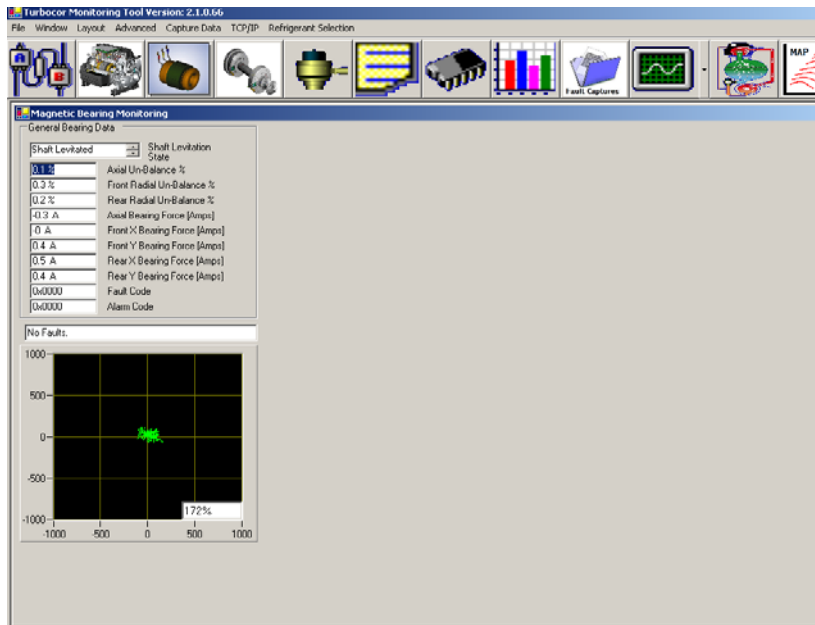 Turbocor Monitoring Tool Version: 2.1.0.66
File Window Layout Advanced Capture Data TCP/IP Refrigerant Selection
A
B
Fault Captures
MAP
Magnetic Bearing Monitoring
General Bearing Data
Shaft Levitated Shaft Levitation State
0.1 % Axial Un-Balance %
0.3 % Front Radial Un-Balance %
0.2 % Rear Radial Un-Balance %
-0.3 A Axial Bearing Force [Amps]
-0 A Front X Bearing Force [Amps]
0.4 A Front Y Bearing Force [Amps]
0.5 A Rear X Bearing Force [Amps]
0.4 A Rear Y Bearing Force [Amps]
0x0000 Fault Code
0x0000 Alarm Code
No Faults.
1000
500
0
-500
-1000
172%
-1000 -500 0 500 1000